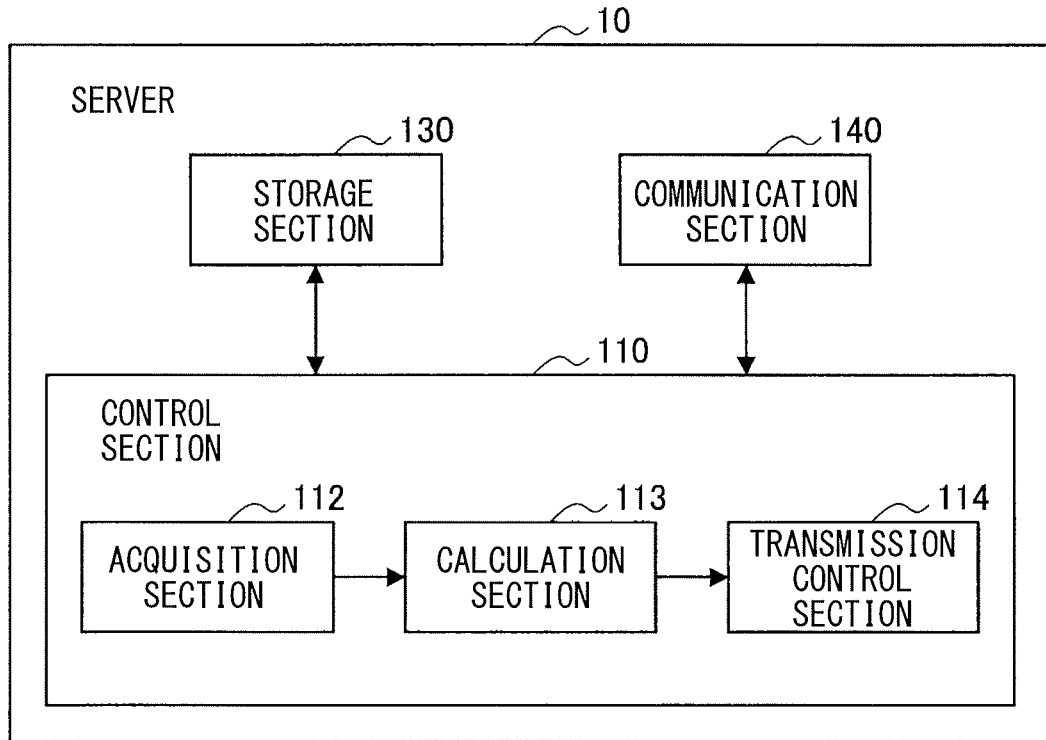 10
SERVER
130
140
STORAGE
SECTION
COMMUNICATION
SECTION
110
CONTROL
SECTION
112
113
114
ACQUISITION
SECTION
CALCULATION
SECTION
TRANSMISSION
CONTROL
SECTION